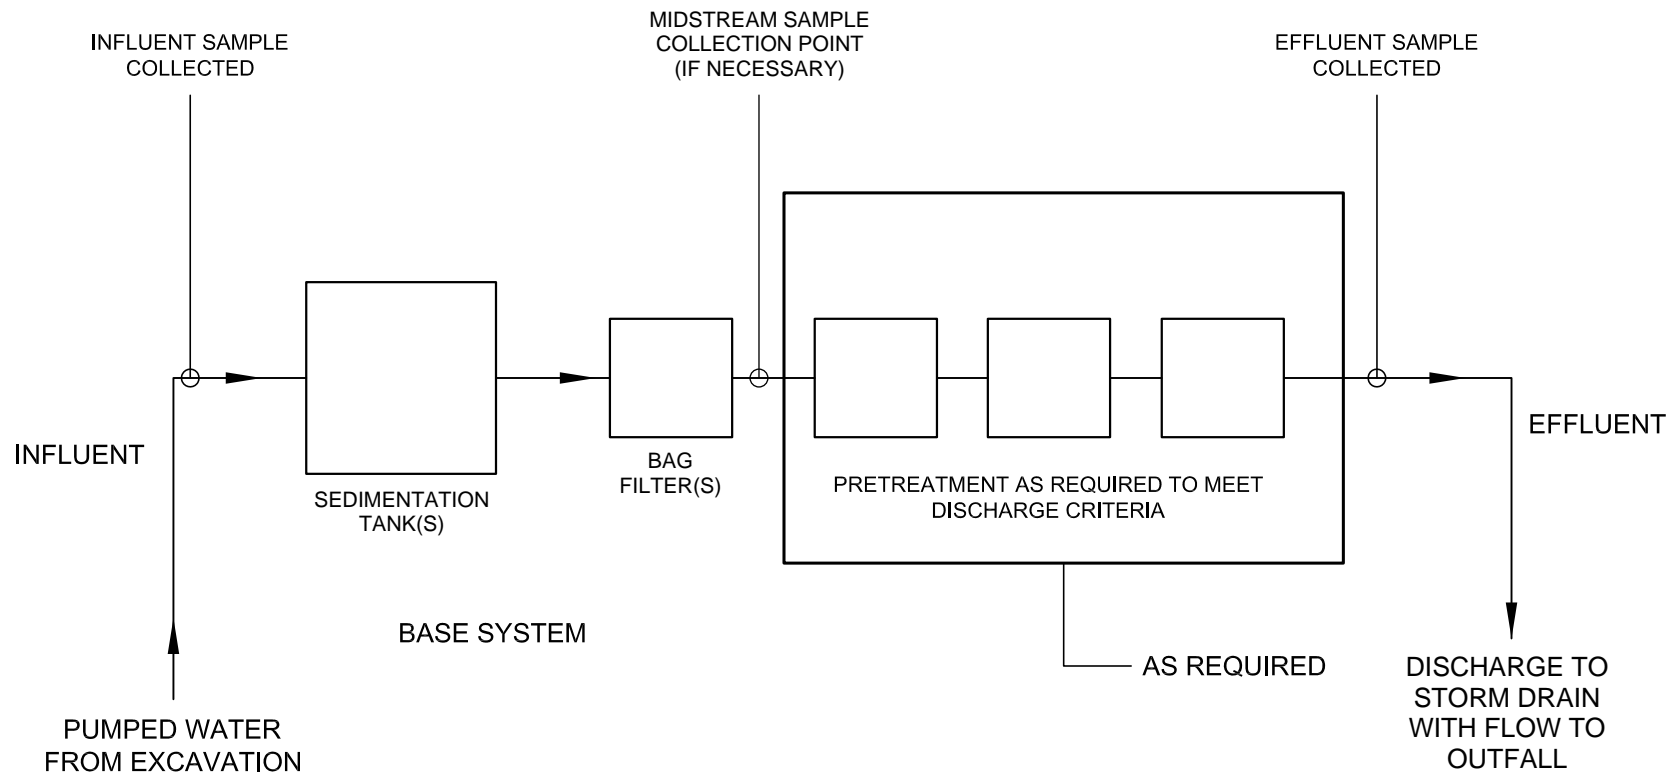 INFLUENT SAMPLE
COLLECTED
MIDSTREAM SAMPLE
COLLECTION POINT
(IF NECESSARY)
EFFLUENT SAMPLE
COLLECTED
INFLUENT
SEDIMENTATION
TANK(S)
BAG
FILTER(S)
PRETREATMENT AS REQUIRED TO MEET
DISCHARGE CRITERIA
EFFLUENT
BASE SYSTEM
AS REQUIRED
PUMPED WATER
FROM EXCAVATION
DISCHARGE TO
STORM DRAIN
WITH FLOW TO
OUTFALL